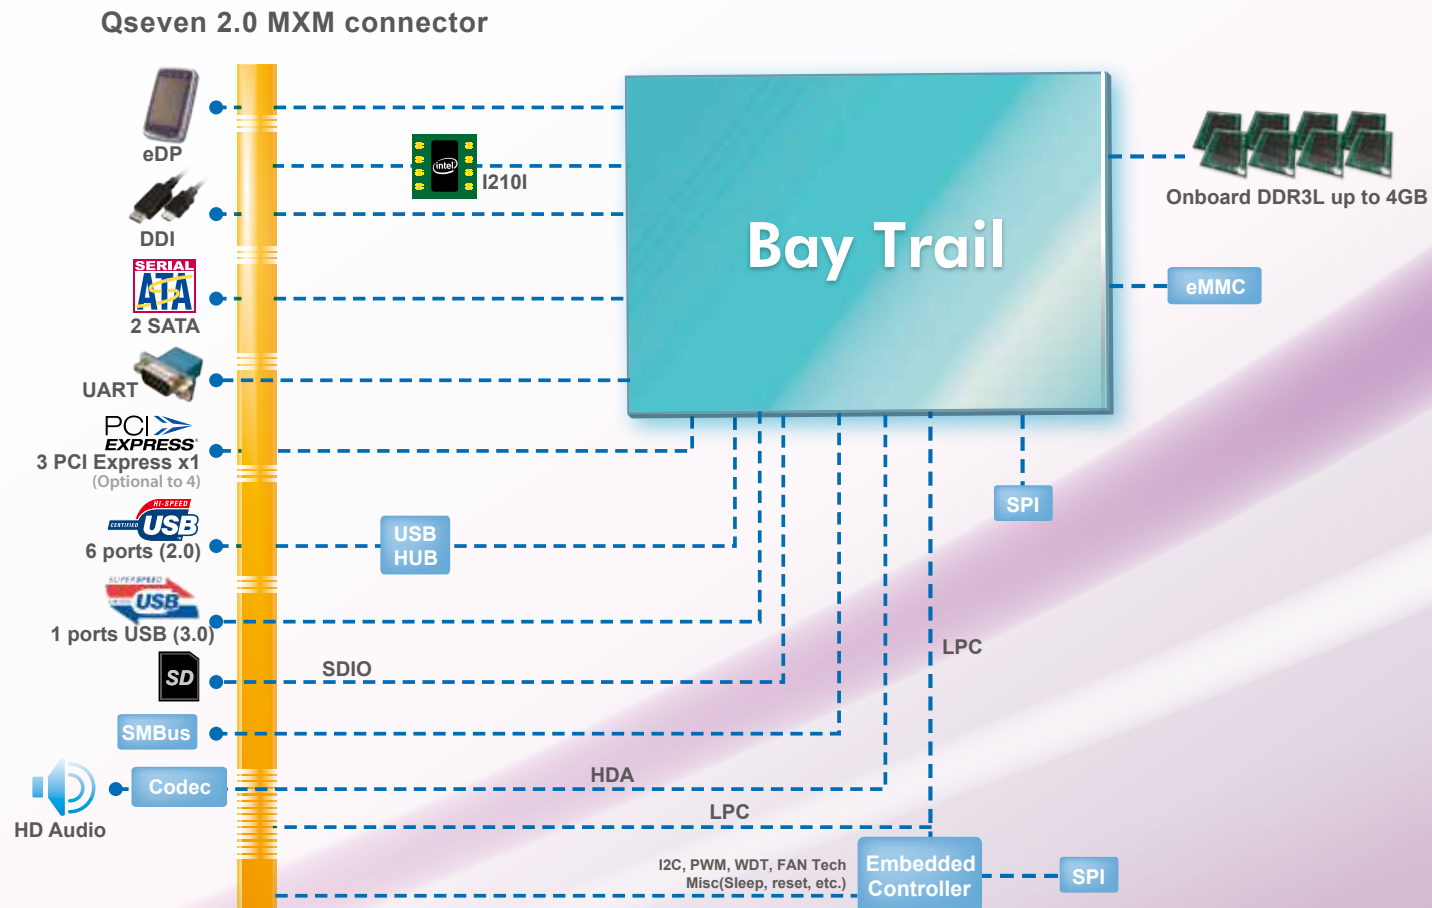 Qseven 2.0 MXM connector
eDP
intel
I210I
DDI
SERIAL
ATA
2 SATA
UART
PCI
EXPRESS
3 PCI Express x1
(Optional to 4)
HI-SPEED
CERTIFIED
USB
6 ports (2.0)
USB
HUB
SUPERSPEED
USB
1 ports USB (3.0)
SD
SDIO
SMBus
Codec
HD Audio
HDA
LPC
LPC
I2C, PWM, WDT, FAN Tech
Misc(Sleep, reset, etc.)
Embedded
Controller
SPI
Bay Trail
SPI
Onboard DDR3L up to 4GB
eMMC